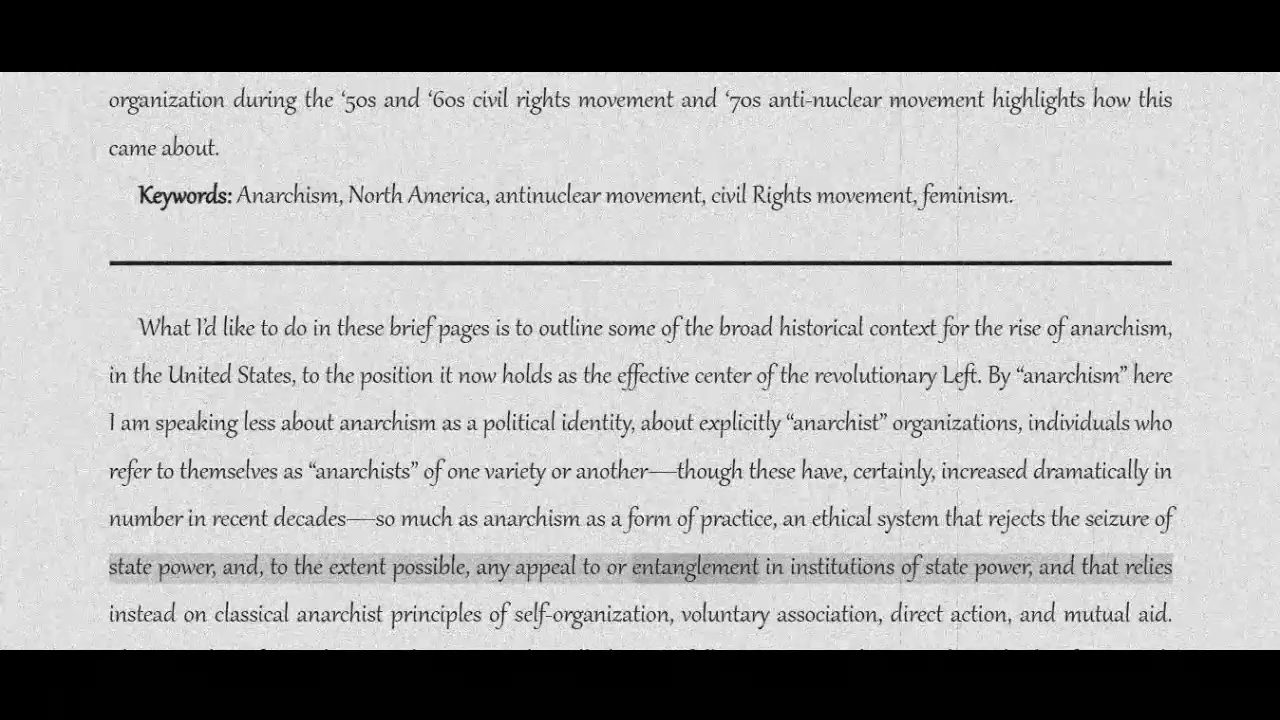 organization during the ‘50s and ‘60s civil rights movement and ‘70s anti-nuclear movement highlights how this
came about.
Keywords: Anarchism, North America, antinuclear movement, civil Rights movement, feminism.
What I’d like to do in these brief pages is to outline some of the broad historical context for the rise of anarchism,
in the United States, to the position it now holds as the effective center of the revolutionary Left. By “anarchism” here
I am speaking less about anarchism as a political identity, about explicitly “anarchist” organizations, individuals who
refer to themselves as “anarchists” of one variety or another—though these have, certainly, increased dramatically in
number in recent decades—so much as anarchism as a form of practice, an ethical system that rejects the seizure of
state power, and, to the extent possible, any appeal to or entanglement in institutions of state power, and that relies
instead on classical anarchist principles of self-organization, voluntary association, direct action, and mutual aid.